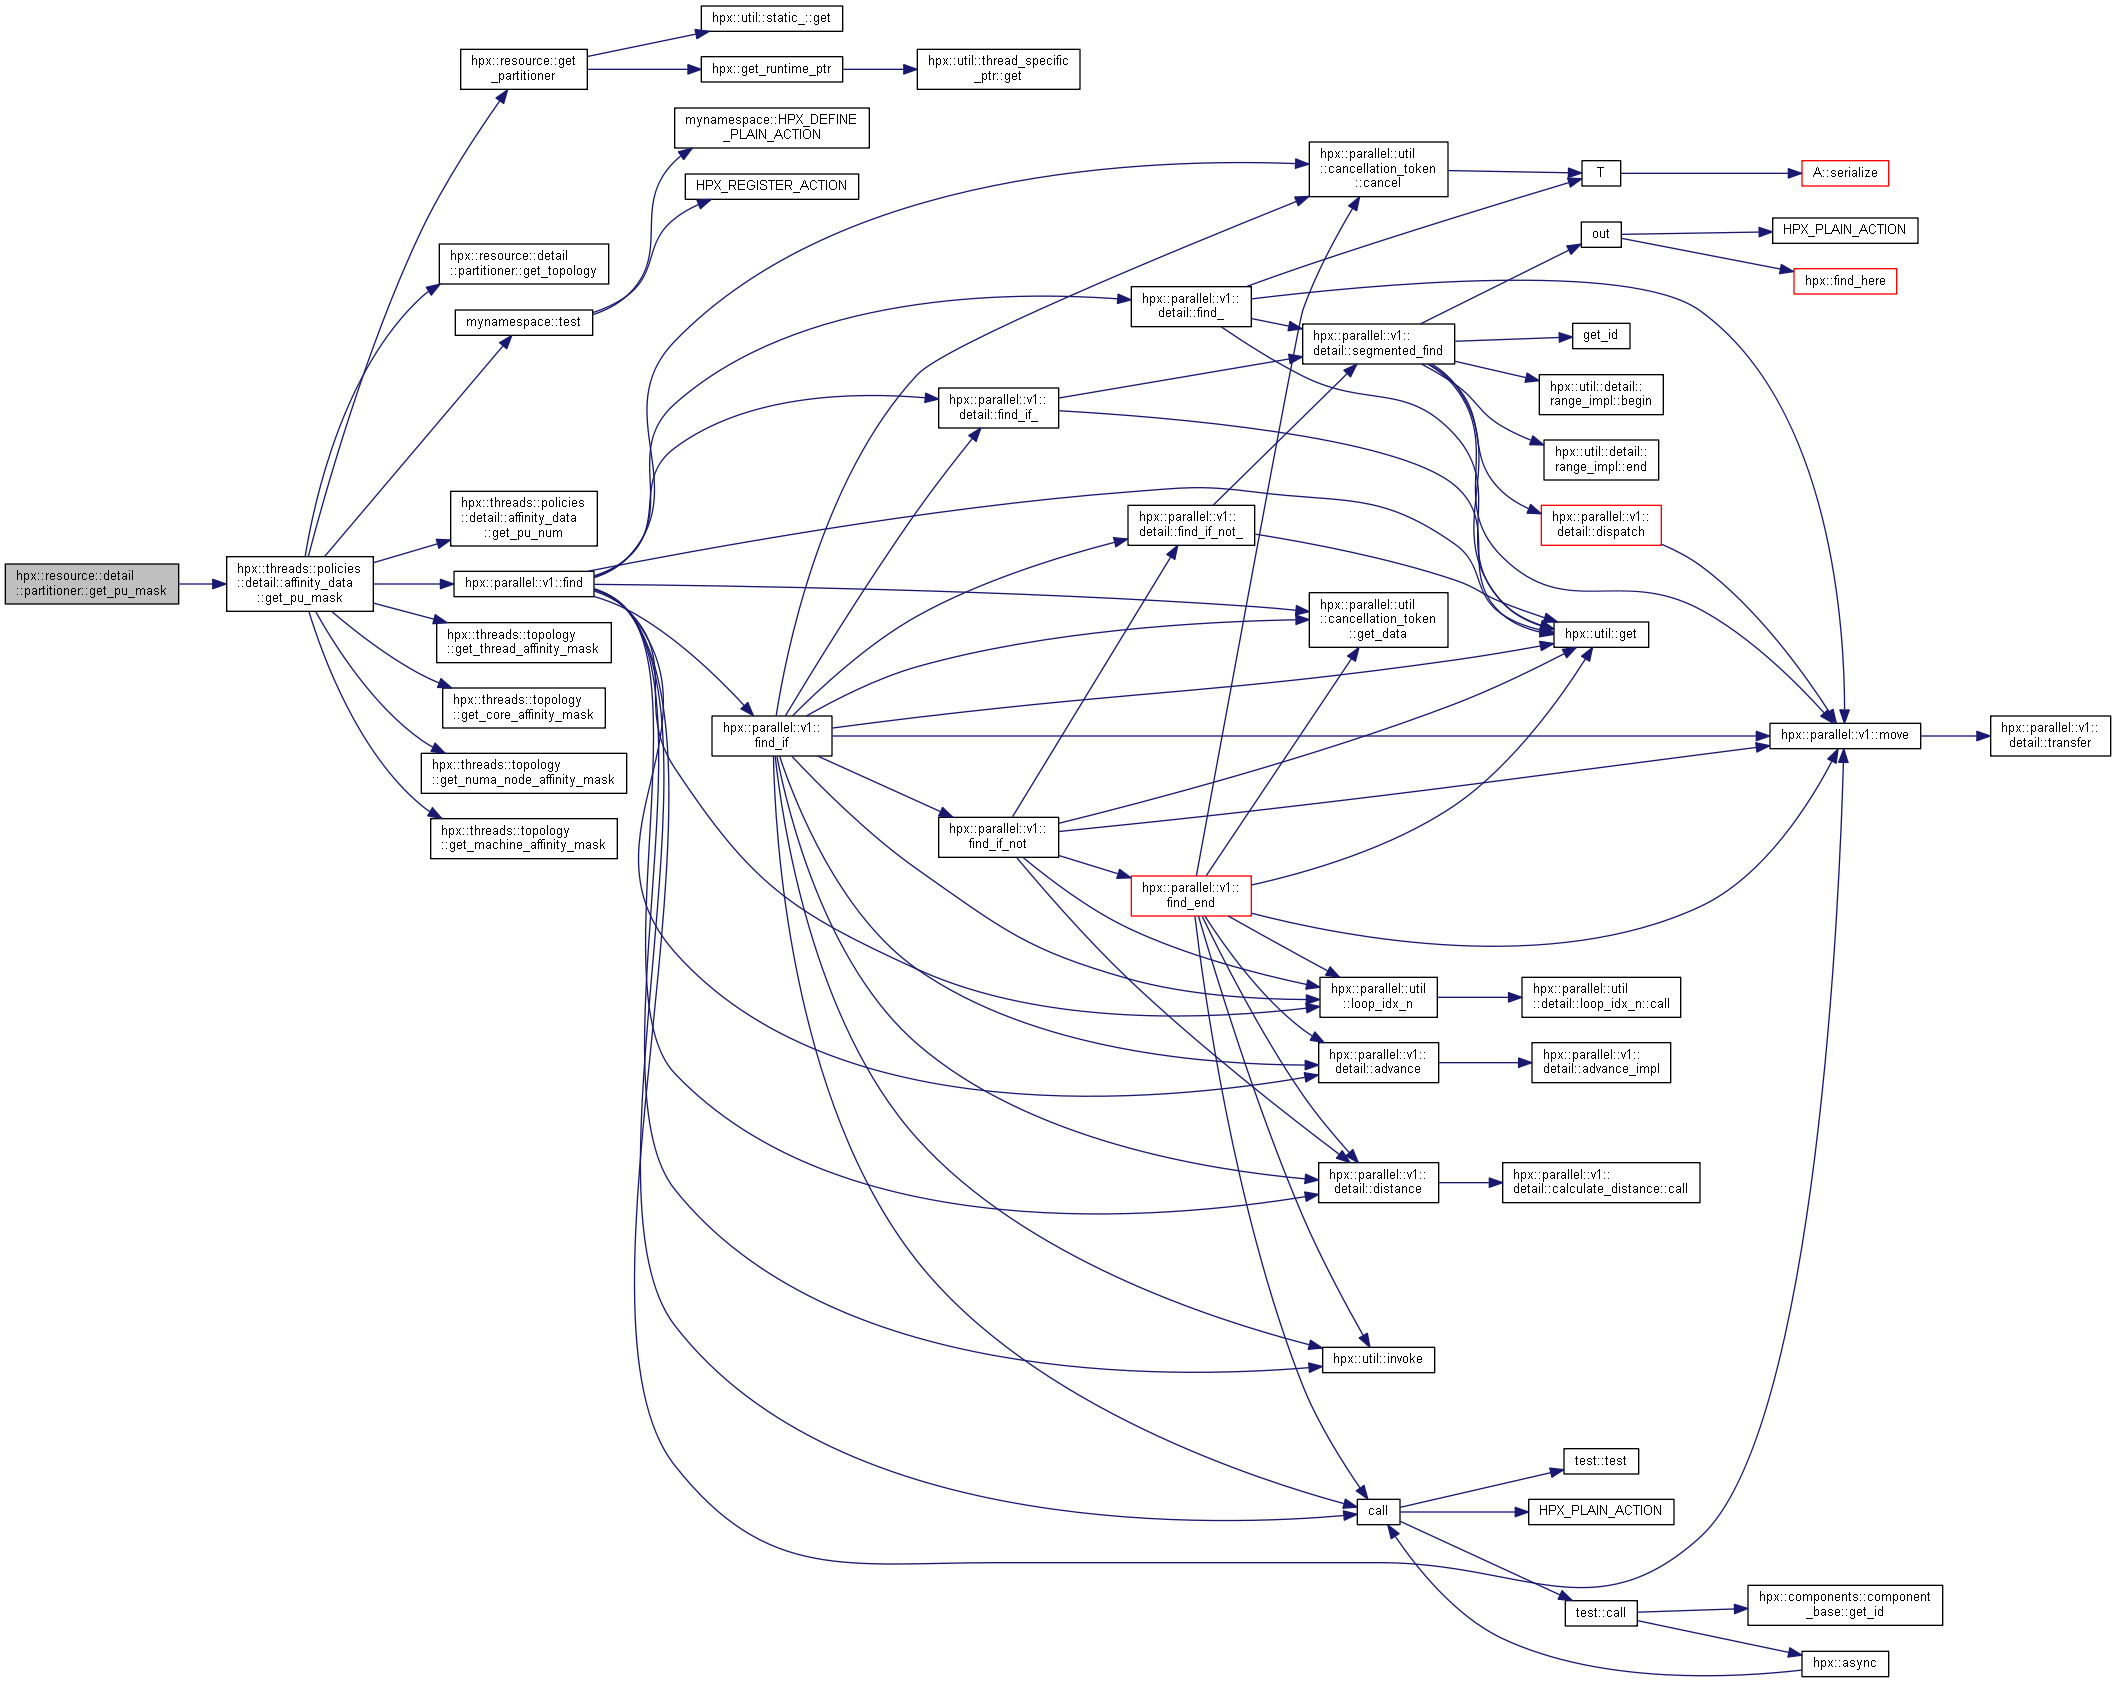 hpx::resource::detail
::partitioner::get_pu_mask
hpx::threads::policies
::detail::affinity_data
::get_pu_mask
hpx::resource::get
_partitioner
hpx::util::static_::get
hpx::get_runtime_ptr
hpx::util::thread_specific
_ptr::get
mynamespace::HPX_DEFINE
_PLAIN_ACTION
HPX_REGISTER_ACTION
hpx::resource::detail
::partitioner::get_topology
mynamespace::test
hpx::threads::policies
::detail::affinity_data
::get_pu_num
hpx::parallel::v1::find
hpx::threads::topology
::get_thread_affinity_mask
hpx::threads::topology
::get_core_affinity_mask
hpx::threads::topology
::get_numa_node_affinity_mask
hpx::threads::topology
::get_machine_affinity_mask
hpx::parallel::v1::
find_if
hpx::parallel::v1::
detail::find_if_
hpx::parallel::v1::
find_if_not
hpx::parallel::v1::
detail::find_
hpx::parallel::v1::
detail::find_if_not_
hpx::parallel::v1::
find_end
hpx::parallel::util
::cancellation_token
::cancel
hpx::parallel::v1::
detail::segmented_find
hpx::parallel::util
::cancellation_token
::get_data
hpx::parallel::util
::loop_idx_n
hpx::parallel::v1::
detail::advance
hpx::parallel::v1::
detail::distance
hpx::util::invoke
call
T
out
get_id
hpx::util::detail::
range_impl::begin
hpx::util::detail::
range_impl::end
hpx::parallel::v1::
detail::dispatch
hpx::util::get
hpx::parallel::util
::detail::loop_idx_n::call
hpx::parallel::v1::
detail::advance_impl
hpx::parallel::v1::
detail::calculate_distance::call
test::test
HPX_PLAIN_ACTION
test::call
A::serialize
HPX_PLAIN_ACTION
hpx::find_here
hpx::parallel::v1::move
hpx::parallel::v1::
detail::transfer
hpx::components::component
_base::get_id
hpx::async